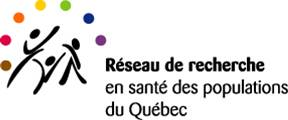 Réseau de recherche
en santé des populations
du Québec